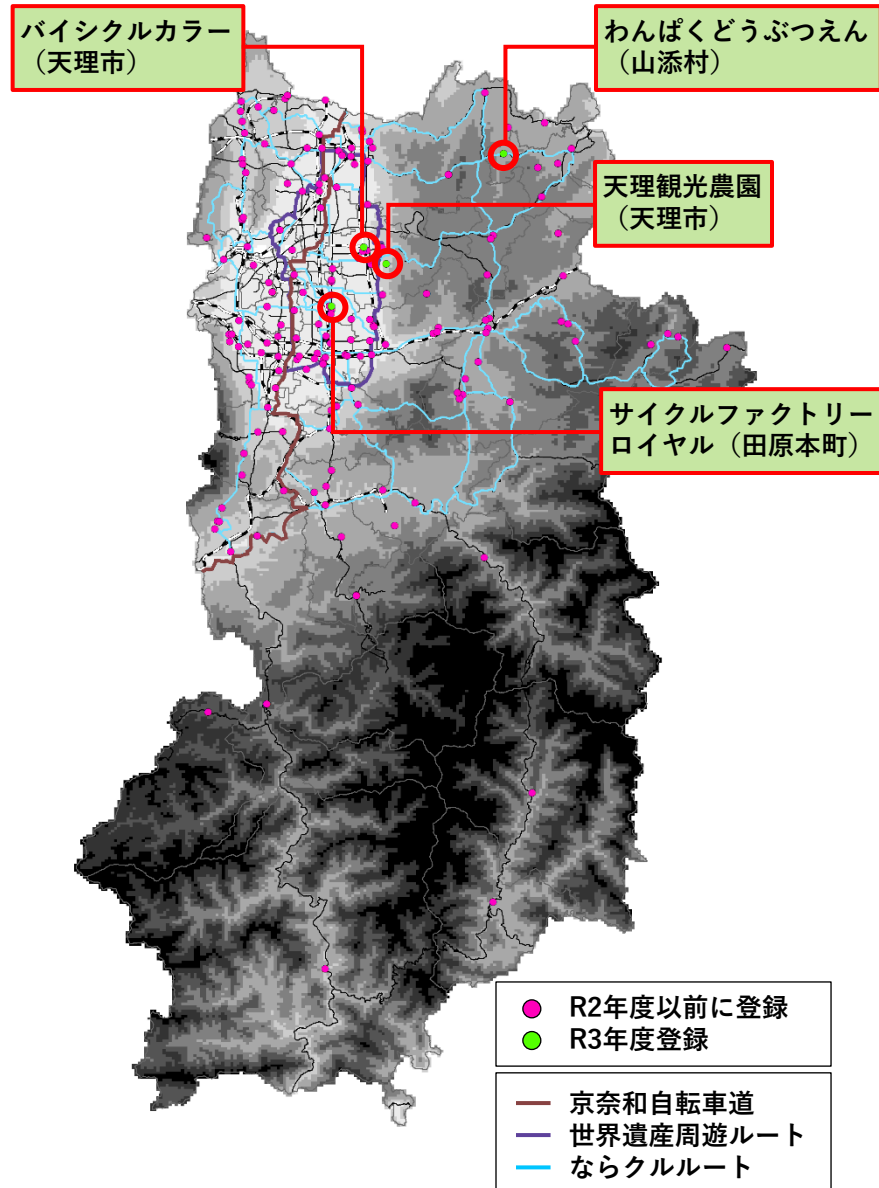 バイシクルカラー
（天理市）
わんぱくどうぶつえん
（山添村）
天理観光農園
（天理市）
サイクルファクトリー
ロイヤル（田原本町）
R2年度以前に登録
R3年度登録
京奈和自転車道
世界遺産周遊ルート
ならクルルート